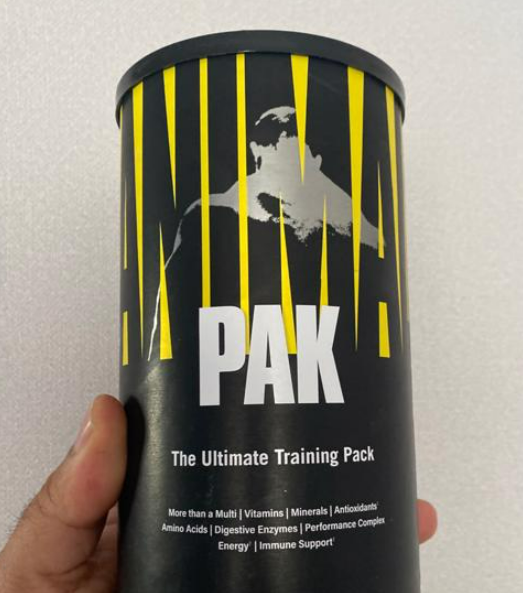 ANIMAL
PAK
The Ultimate Training Pack
More than a Multi | Vitamins | Minerals | Antioxidants†
Amino Acids | Digestive Enzymes | Performance Complex
Energy† | Immune Support†